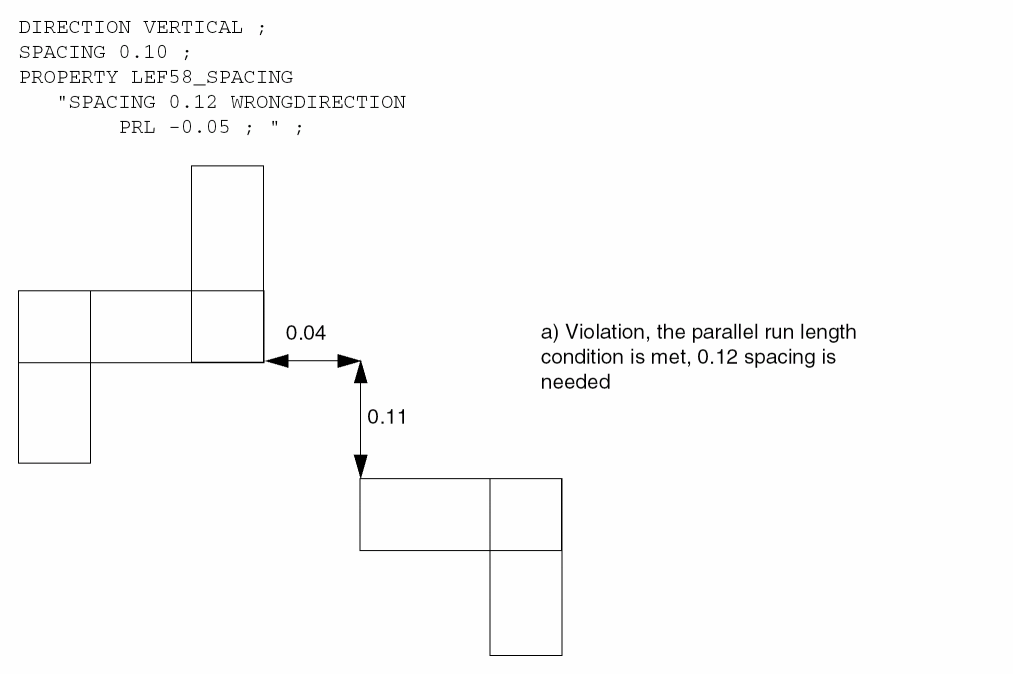 DIRECTION VERTICAL ;
SPACING 0.10 ;
PROPERTY LEF58_SPACING
"SPACING 0.12 WRONGDIRECTION
PRL -0.05 ; " ;
0.04
a) Violation, the parallel run length
condition is met, 0.12 spacing is
needed
0.11